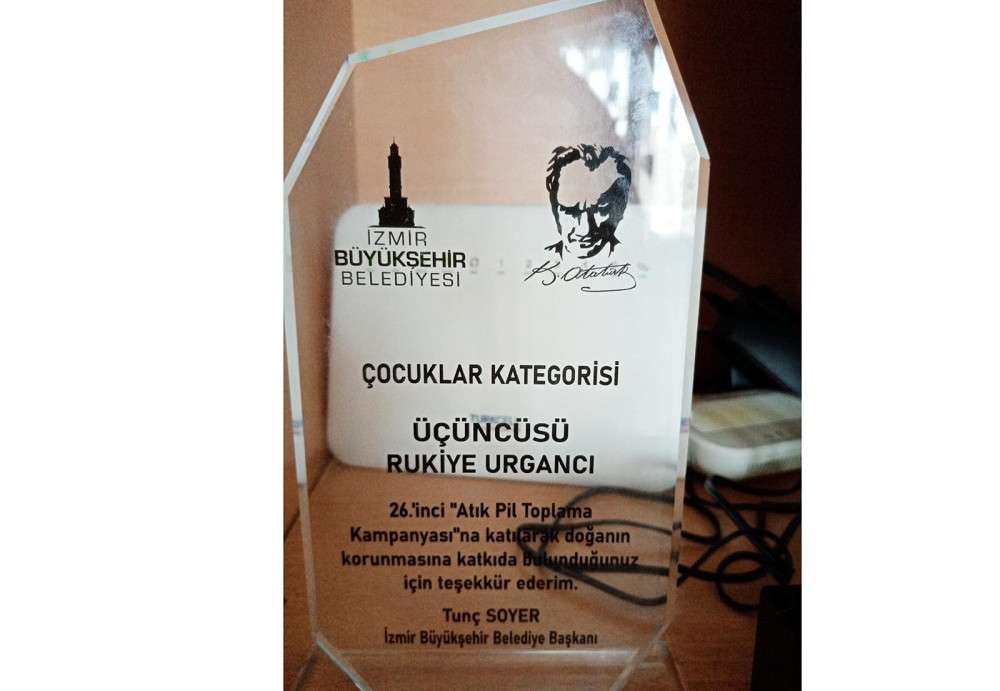 İZMİR
BÜYÜKŞEHİR
BELEDİYESİ
K. Atatürk
ÇOCUKLAR KATEGORİSİ
ÜÇÜNCÜSÜ
RUKİYE URGANCI
26.'inci "Atık Pil Toplama
Kampanyası"na katılarak doğanın
korunmasına katkıda bulunduğunuz
için teşekkür ederim.
Tunç SOYER
İzmir Büyükşehir Belediye Başkanı